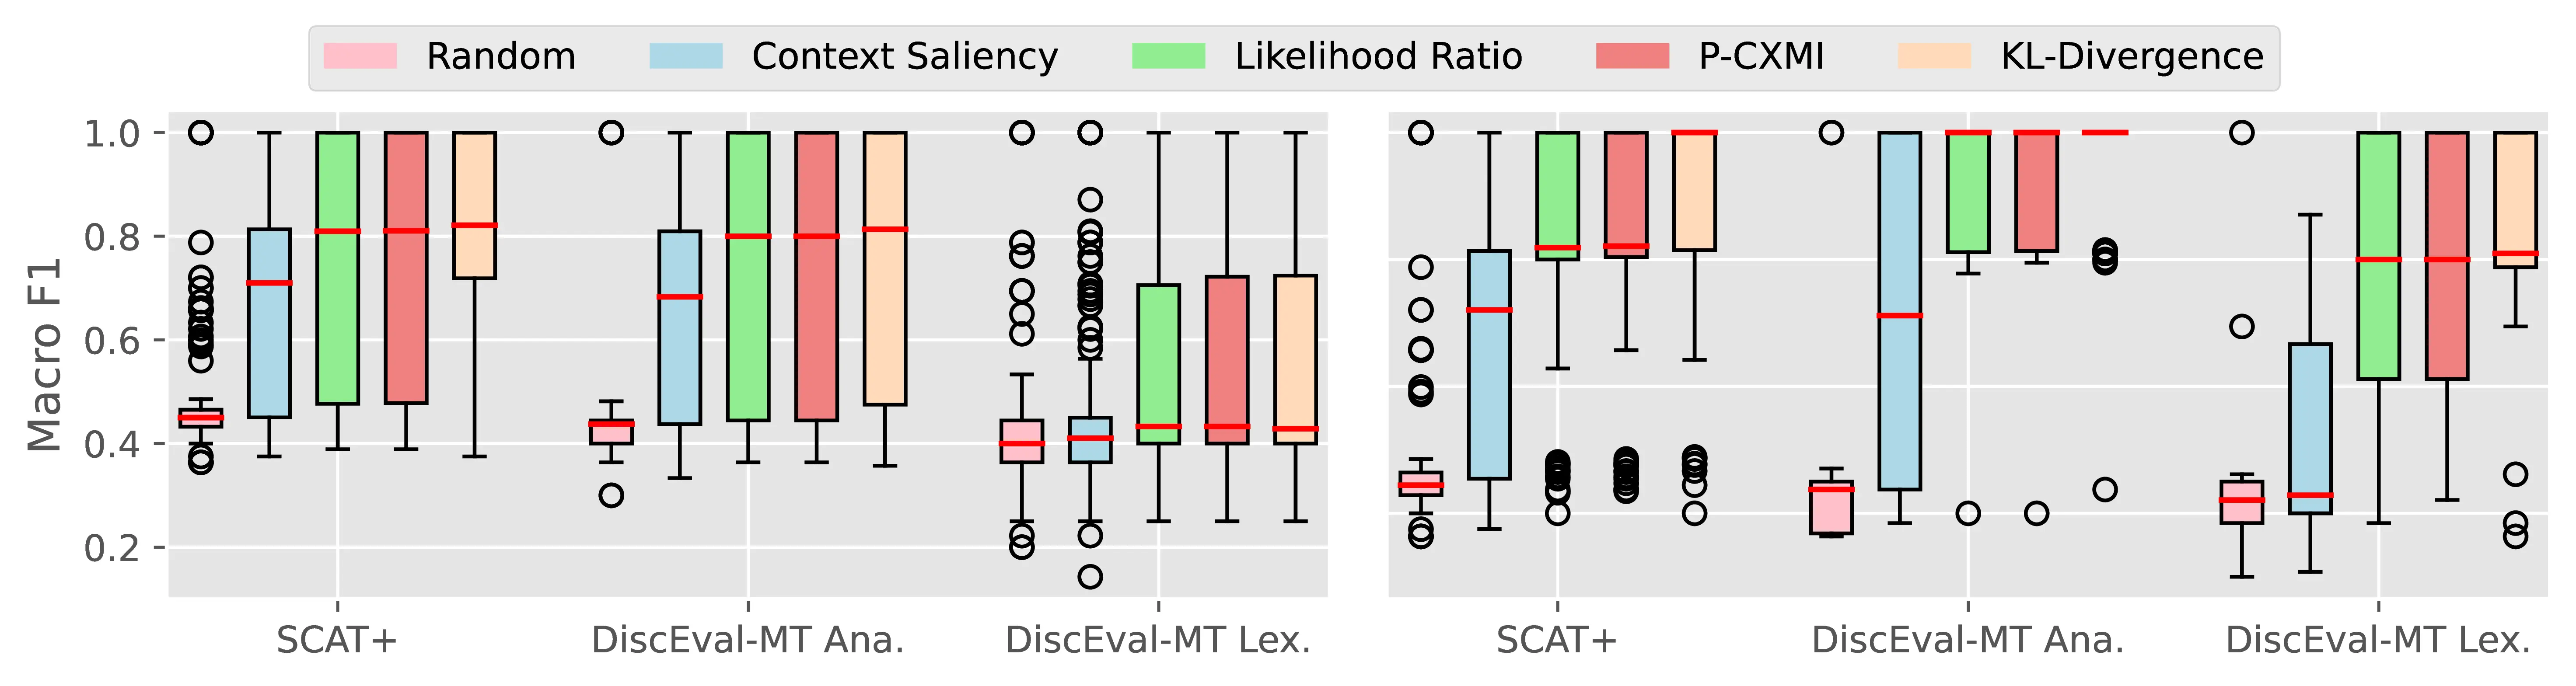 Random Context Saliency Likelihood Ratio P-CXMI KL-Divergence
Macro F1
1.0
0.8
0.6
0.4
0.2
SCAT+ DiscEval-MT Ana. DiscEval-MT Lex. SCAT+ DiscEval-MT Ana. DiscEval-MT Lex.